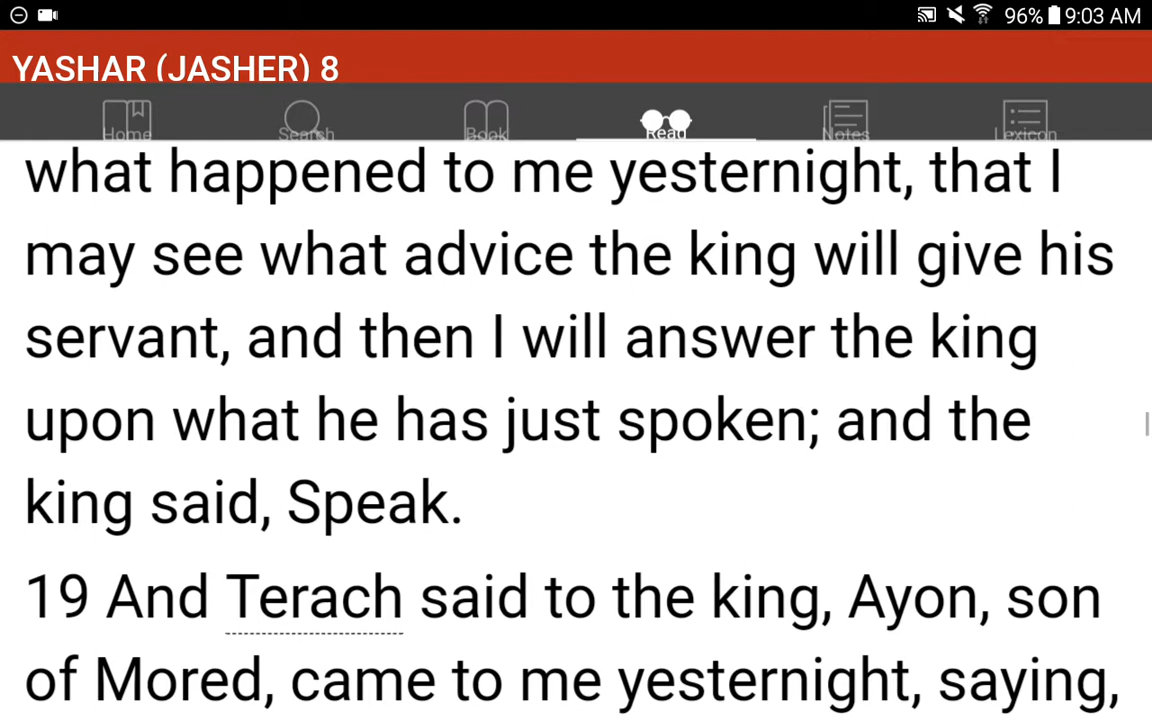 96% 9:03 AM
YASHAR (JASHER) 8
Home Search Book Read Notes Lexicon
what happened to me yesternight, that I
may see what advice the king will give his
servant, and then I will answer the king
upon what he has just spoken; and the
king said, Speak.
19 And Terach said to the king, Ayon, son
of Mored, came to me yesternight, saying,